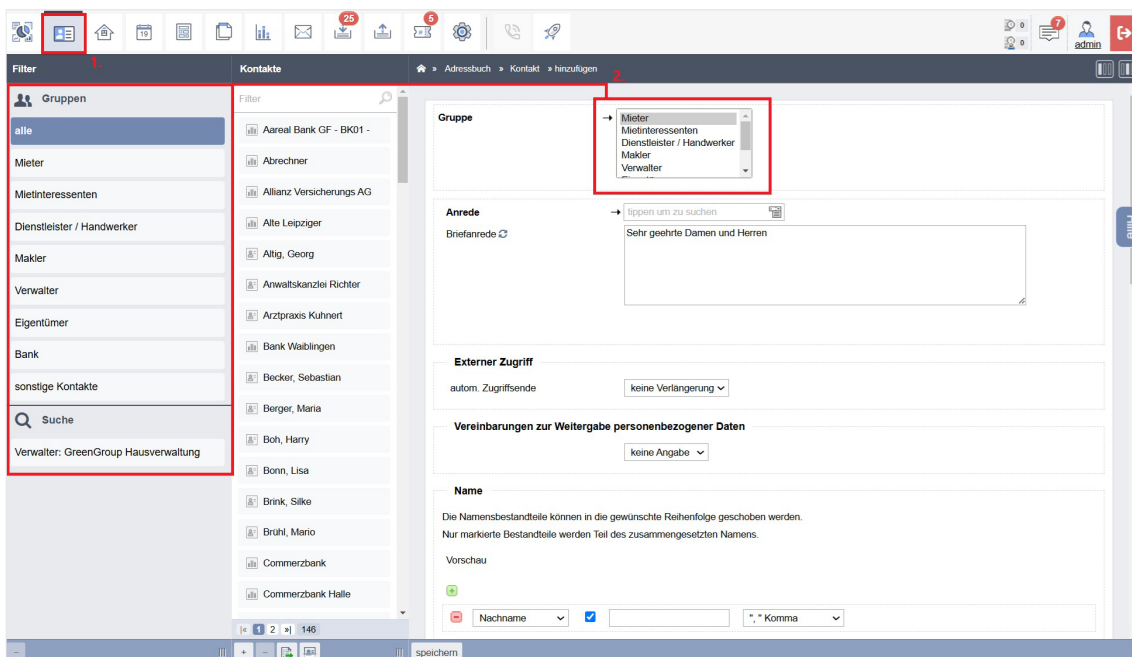 19
25
5
0
0
7
admin
1.
Filter
Kontakte
» Adressbuch » Kontakt » hinzufügen
2.
Gruppen
alle
Mieter
Mietinteressenten
Dienstleister / Handwerker
Makler
Verwalter
Eigentümer
Bank
sonstige Kontakte
Suche
Verwalter: GreenGroup Hausverwaltung
Filter
Aareal Bank GF - BK01 -
Abrechner
Allianz Versicherungs AG
Alte Leipziger
Altig, Georg
Anwaltskanzlei Richter
Arztpraxis Kuhnert
Bank Waiblingen
Becker, Sebastian
Berger, Maria
Boh, Harry
Bonn, Lisa
Brink, Silke
Brühl, Mario
Commerzbank
Commerzbank Halle
1 2 146
Gruppe
Mieter
Mietinteressenten
Dienstleister / Handwerker
Makler
Verwalter
Anrede
tippen um zu suchen
Briefanrede
Sehr geehrte Damen und Herren
Externer Zugriff
autom. Zugriffsende
keine Verlängerung
Vereinbarungen zur Weitergabe personenbezogener Daten
keine Angabe
Name
Die Namensbestandteile können in die gewünschte Reihenfolge geschoben werden.
Nur markierte Bestandteile werden Teil des zusammengesetzten Namens.
Vorschau
Nachname
", " Komma
speichern